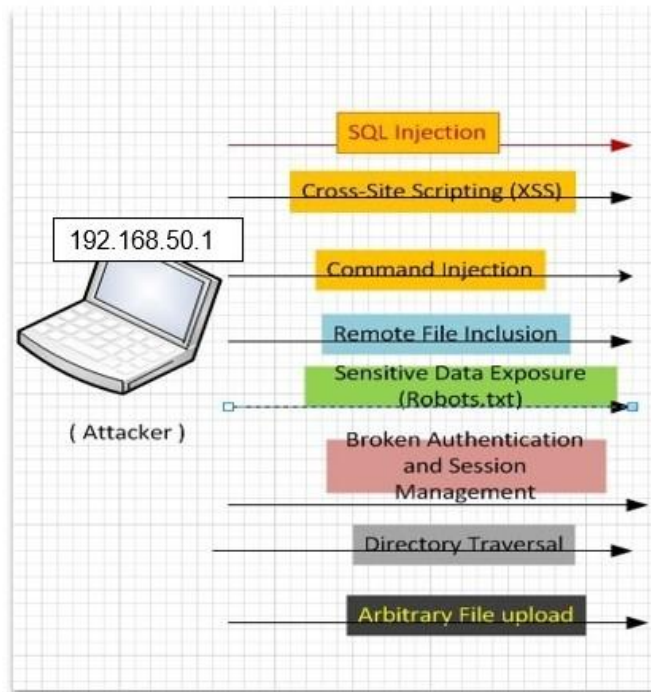 SQL Injection
Cross-Site Scripting (XSS)
192.168.50.1
Command Injection
Remote File Inclusion
Sensitive Data Exposure
(Robots.txt)
( Attacker )
Broken Authentication
and Session
Management
Directory Traversal
Arbitrary File upload